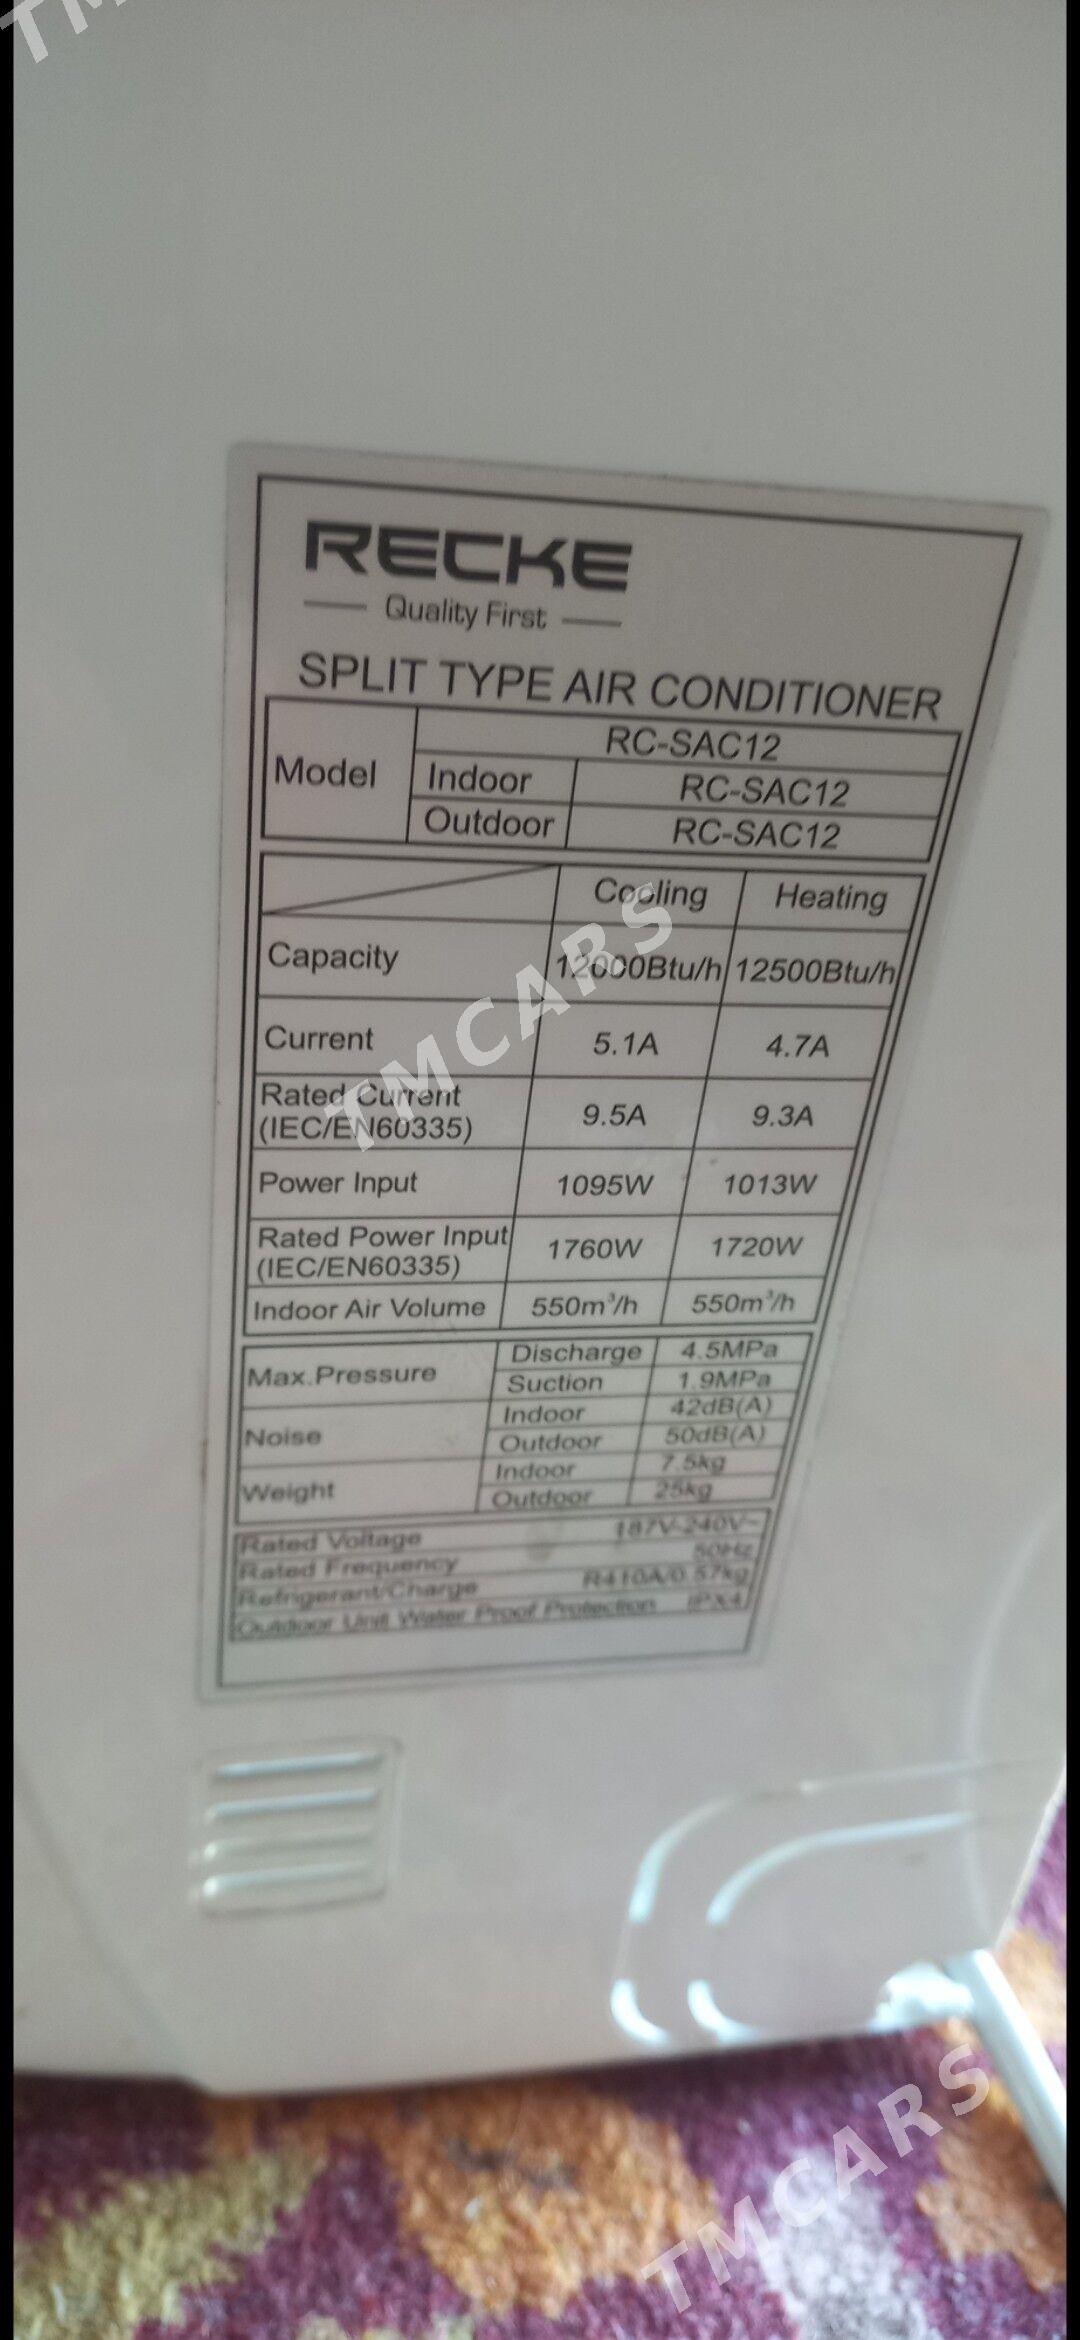 TM
RECKE
Quality First
SPLIT TYPE AIR CONDITIONER
Model RC-SAC12
Indoor RC-SAC12
Outdoor RC-SAC12
Cooling Heating
Capacity 12000Btu/h 12500Btu/h
Current 5.1A 4.7A
Rated Current (IEC/EN60335) 9.5A 9.3A
Power Input 1095W 1013W
Rated Power Input (IEC/EN60335) 1760W 1720W
Indoor Air Volume 550m³/h 550m³/h
Max.Pressure Discharge 4.5MPa
Suction 1.9MPa
Noise Indoor 42dB(A)
Outdoor 50dB(A)
Weight Indoor 7.5kg
Outdoor 25kg
Rated Voltage 187V-240V~
Rated Frequency 50Hz
Refrigerant/Charge R410A/0.57kg
Outdoor Unit Water Proof Protection IPX4
TMCARS
TMCARS